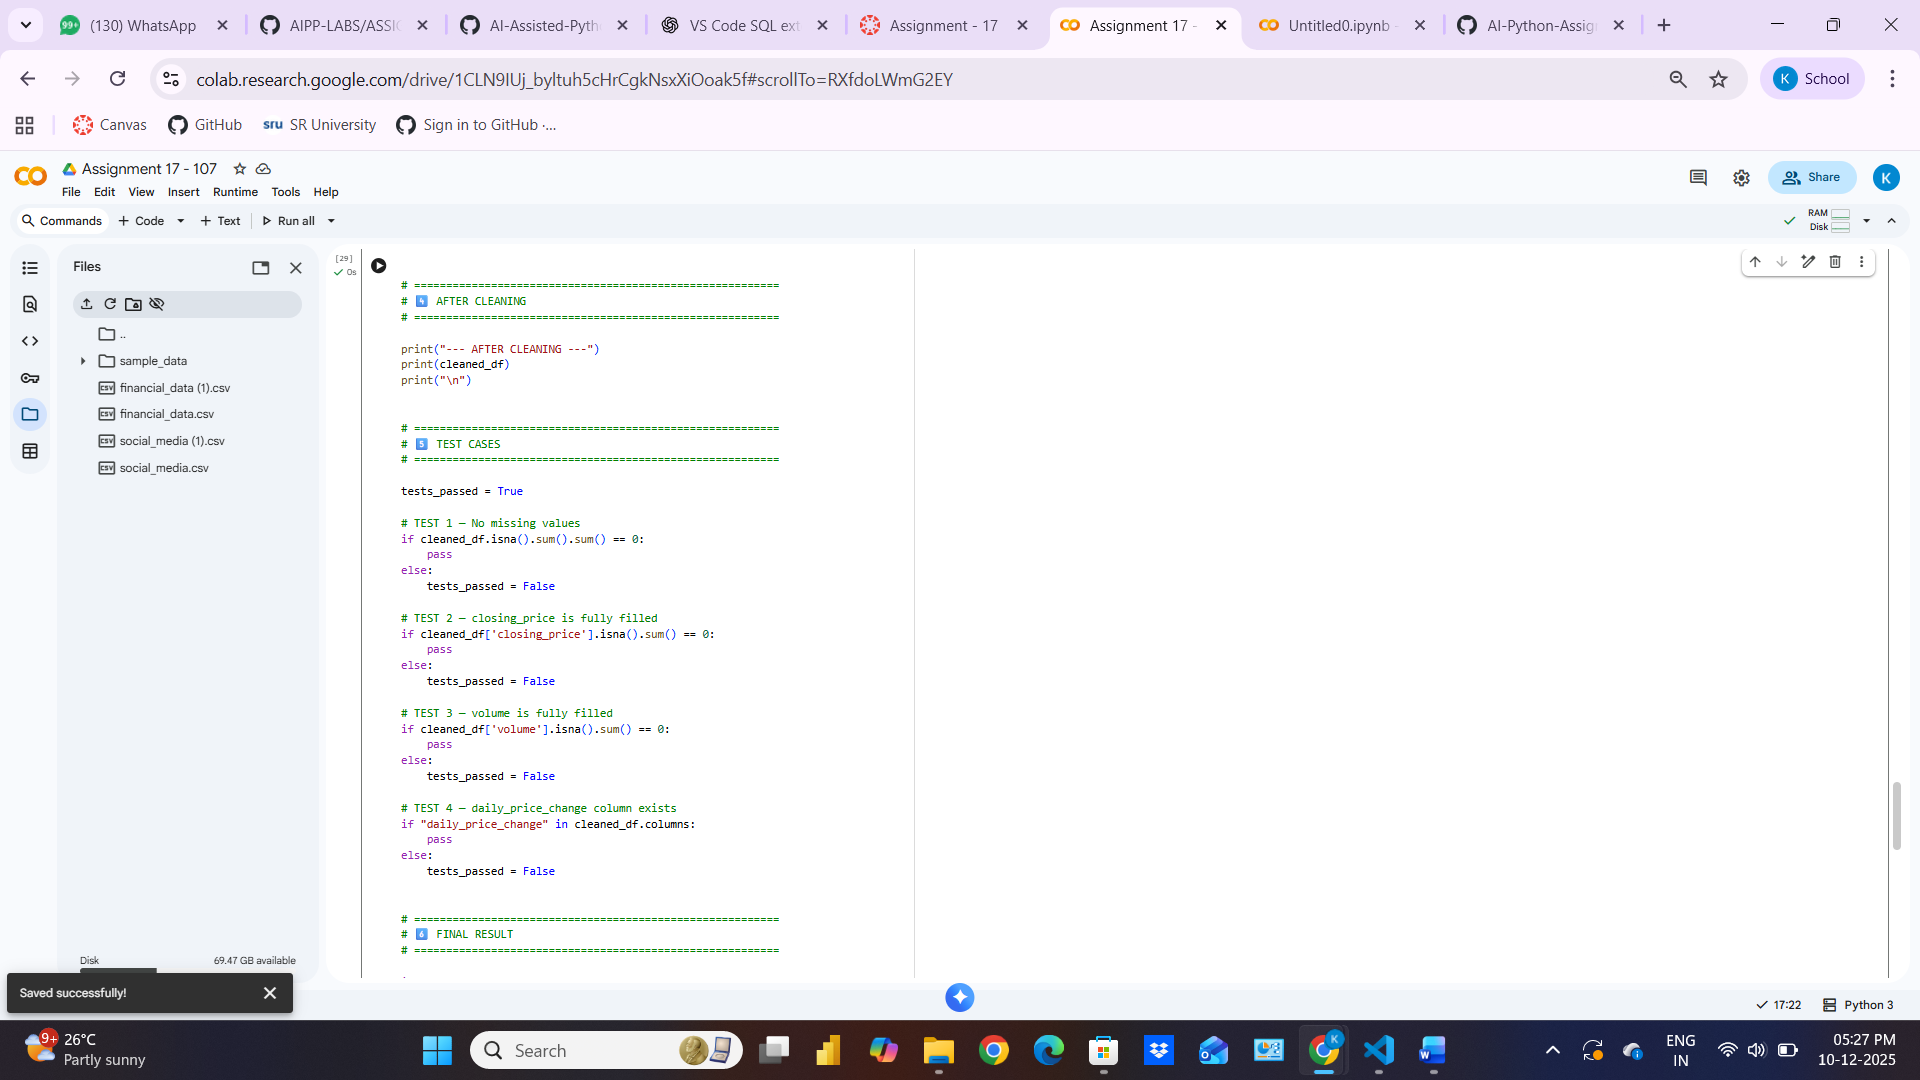 (130) WhatsApp
AIPP-LABS/ASSIG
AI-Assisted-Pyth
VS Code SQL ext
Assignment - 17
Assignment 17 -
Untitled0.ipynb -
AI-Python-Assig
colab.research.google.com/drive/1CLN9IUj_byltuh5cHrCgkNsxXiOoak5f#scrollTo=RXfdoLWmG2EY
K School
Canvas
GitHub
sru SR University
Sign in to GitHub ·...
Assignment 17 - 107
File Edit View Insert Runtime Tools Help
Share
K
Commands + Code + Text Run all
RAM
Disk
Files
..
sample_data
financial_data (1).csv
financial_data.csv
social_media (1).csv
social_media.csv
Disk 69.47 GB available
[29]
0s
# ========================================================
# 4 AFTER CLEANING
# ========================================================
print("--- AFTER CLEANING ---")
print(cleaned_df)
print("\n")
# ========================================================
# 5 TEST CASES
# ========================================================
tests_passed = True
# TEST 1 – No missing values
if cleaned_df.isna().sum().sum() == 0:
pass
else:
tests_passed = False
# TEST 2 – closing_price is fully filled
if cleaned_df['closing_price'].isna().sum() == 0:
pass
else:
tests_passed = False
# TEST 3 – volume is fully filled
if cleaned_df['volume'].isna().sum() == 0:
pass
else:
tests_passed = False
# TEST 4 – daily_price_change column exists
if "daily_price_change" in cleaned_df.columns:
pass
else:
tests_passed = False
# ========================================================
# 6 FINAL RESULT
# ========================================================
Saved successfully!
17:22
Python 3
9+
26°C
Partly sunny
Search
ENG
IN
05:27 PM
10-12-2025